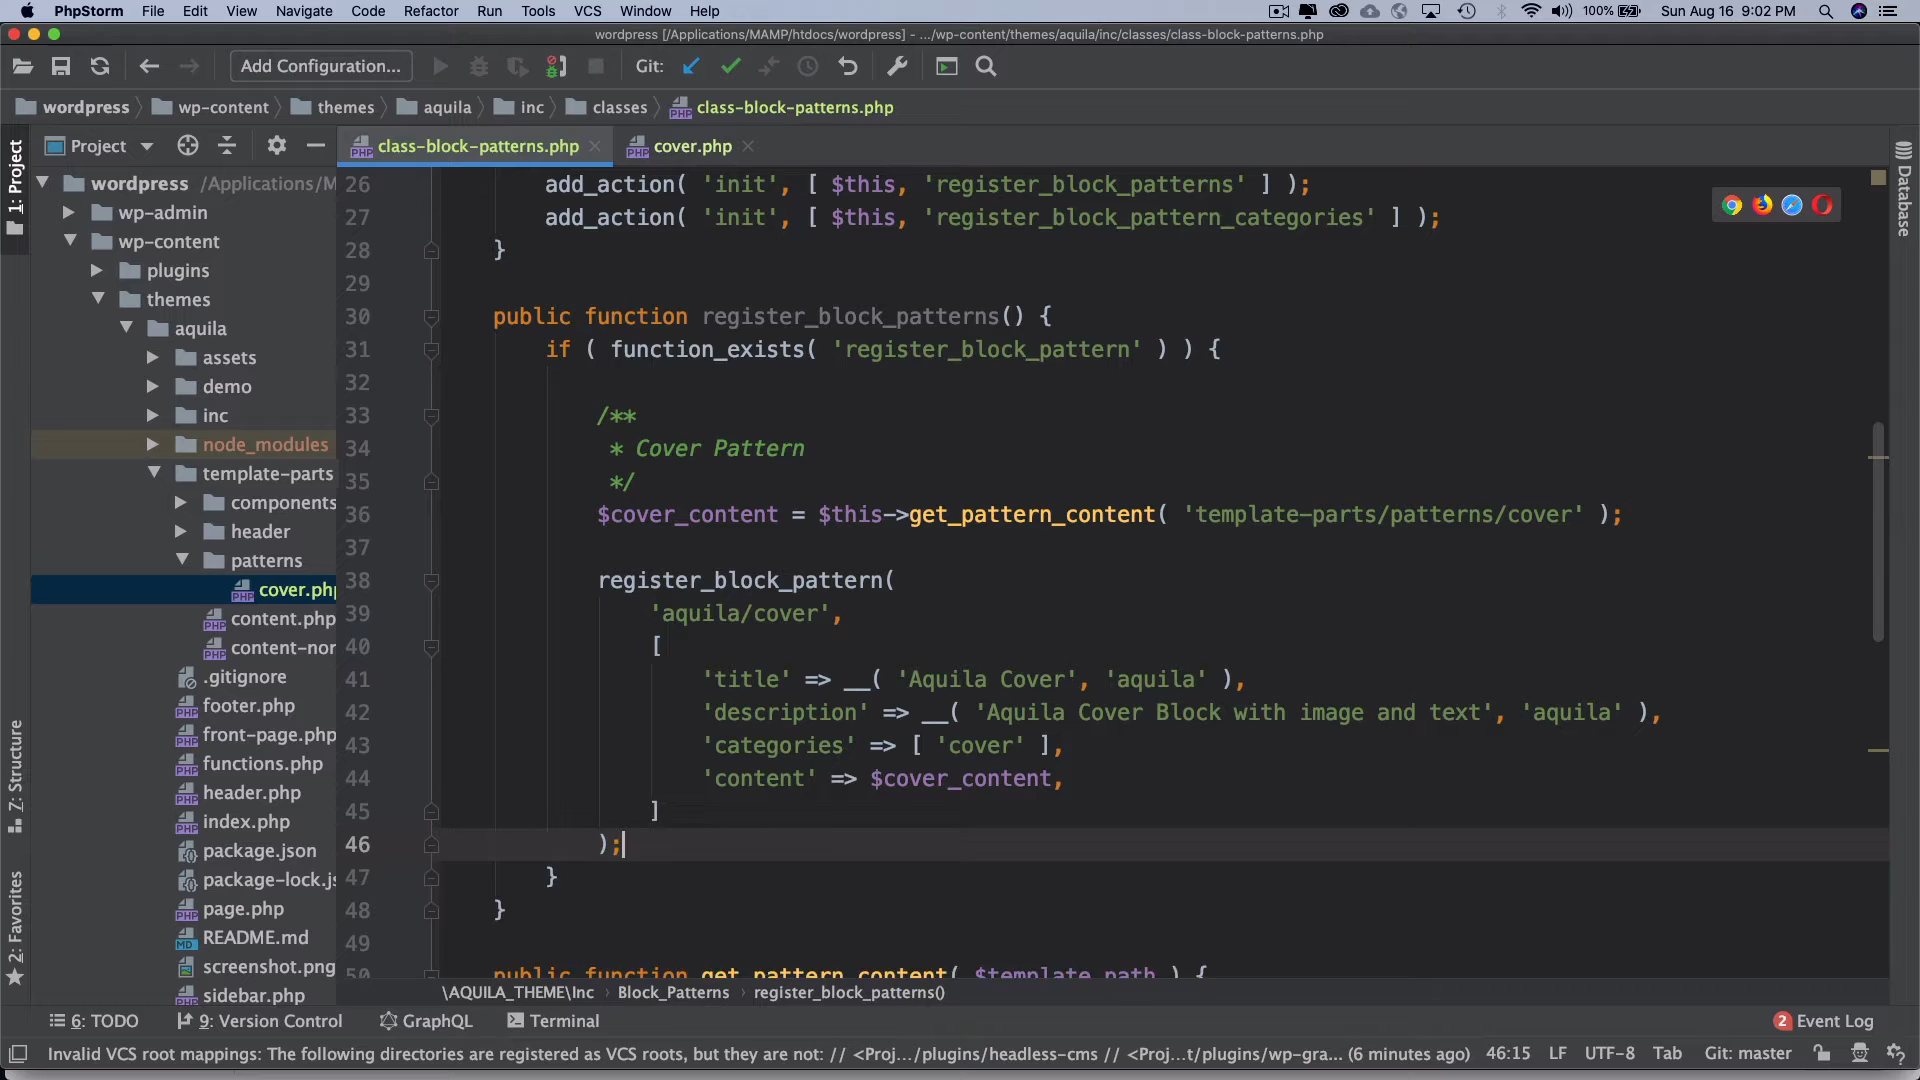 PhpStorm File Edit View Navigate Code Refactor Run Tools VCS Window Help 100% Sun Aug 16 9:02 PM
wordpress [/Applications/MAMP/htdocs/wordpress] - .../wp-content/themes/aquila/inc/classes/class-block-patterns.php
Add Configuration... Git:
wordpress wp-content themes aquila inc classes class-block-patterns.php
Project class-block-patterns.php cover.php
1: Project
Z: Structure
2: Favorites
Database
wordpress /Applications/M
wp-admin
wp-content
plugins
themes
aquila
assets
demo
inc
node_modules
template-parts
components
header
patterns
cover.php
content.php
content-nor
.gitignore
footer.php
front-page.php
functions.php
header.php
index.php
package.json
package-lock.js
page.php
README.md
screenshot.png
sidebar.php
26 add_action( 'init', [ $this, 'register_block_patterns' ] );
27 add_action( 'init', [ $this, 'register_block_pattern_categories' ] );
28 }
29
30 public function register_block_patterns() {
31 if ( function_exists( 'register_block_pattern' ) ) {
32
33 /**
34 * Cover Pattern
35 */
36 $cover_content = $this->get_pattern_content( 'template-parts/patterns/cover' );
37
38 register_block_pattern(
39 'aquila/cover',
40 [
41 'title' => __( 'Aquila Cover', 'aquila' ),
42 'description' => __( 'Aquila Cover Block with image and text', 'aquila' ),
43 'categories' => [ 'cover' ],
44 'content' => $cover_content,
45 ]
46 );
47 }
48 }
49
50 public function get_pattern_content( $template_path ) {
\AQUILA_THEME\Inc › Block_Patterns › register_block_patterns()
6: TODO 9: Version Control GraphQL Terminal 2 Event Log
Invalid VCS root mappings: The following directories are registered as VCS roots, but they are not: // <Proj.../plugins/headless-cms // <Proj...t/plugins/wp-gra... (6 minutes ago) 46:15 LF UTF-8 Tab Git: master